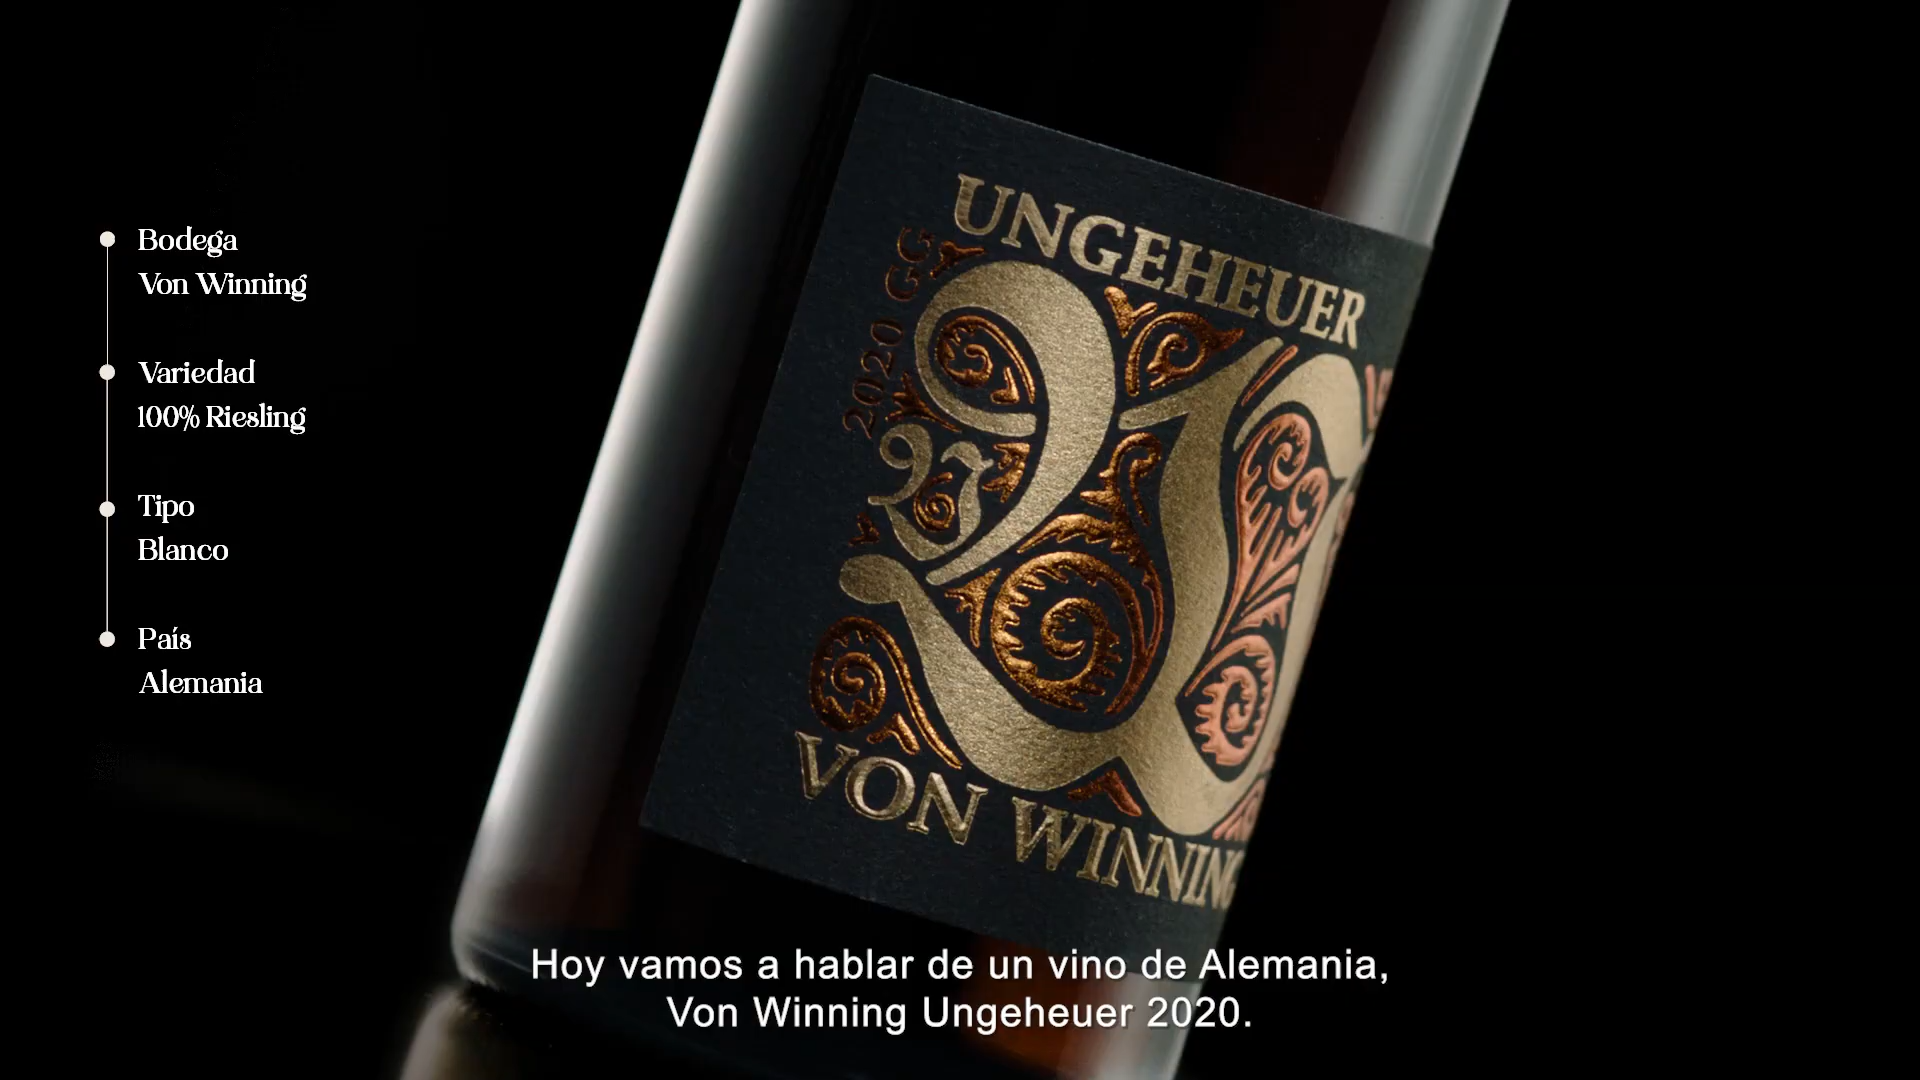 Bodega
Von Winning
Variedad
100% Riesling
Tipo
Blanco
País
Alemania
UNGEHEUER
2020 GG
VON WINNING
Hoy vamos a hablar de un vino de Alemania,
Von Winning Ungeheuer 2020.